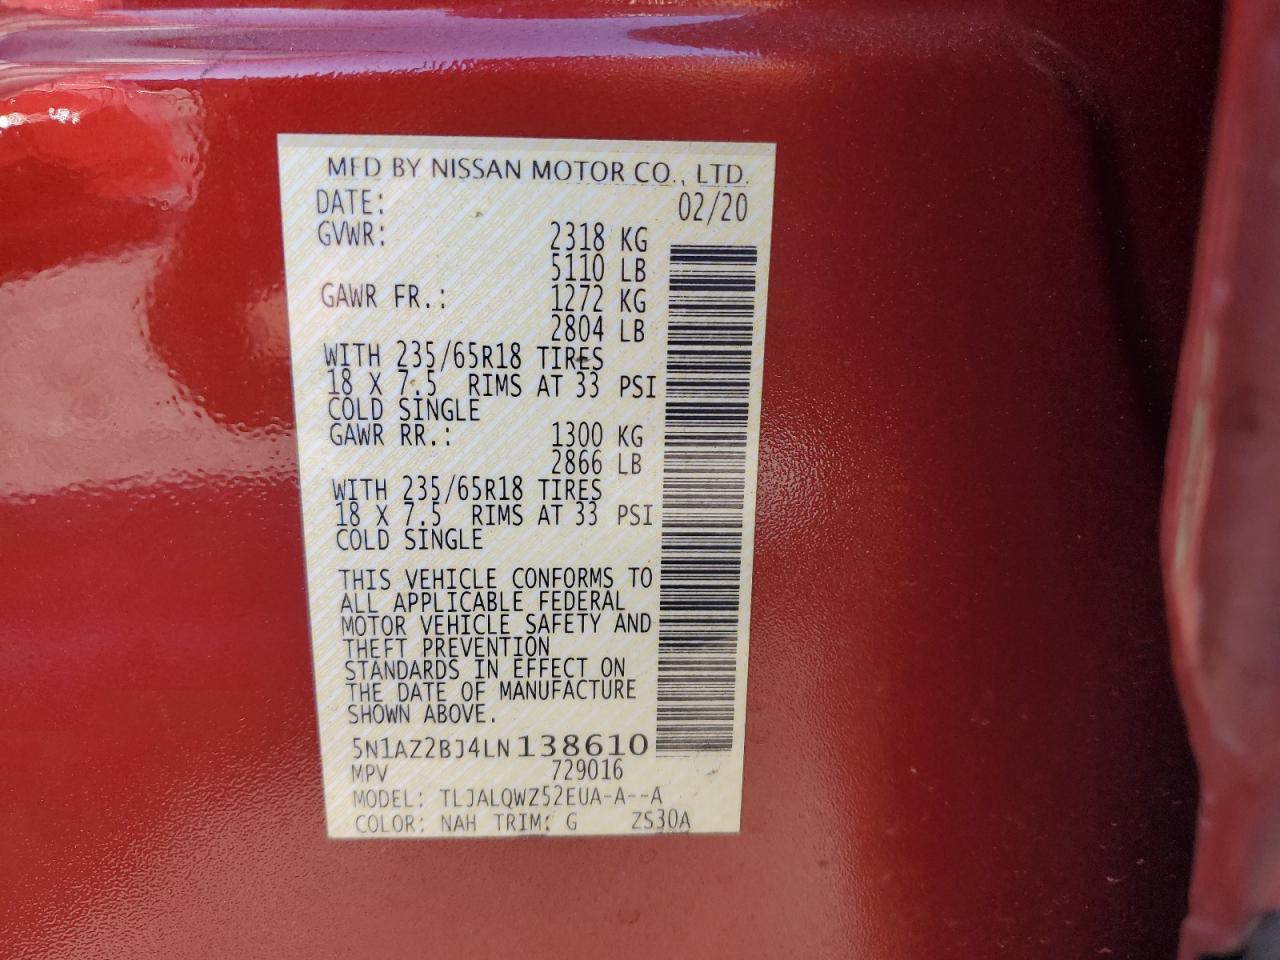 MFD BY NISSAN MOTOR CO., LTD.
DATE: 02/20
GVWR: 2318 KG
5110 LB
GAWR FR.: 1272 KG
2804 LB
WITH 235/65R18 TIRES
18 X 7.5 RIMS AT 33 PSI
COLD SINGLE
GAWR RR.: 1300 KG
2866 LB
WITH 235/65R18 TIRES
18 X 7.5 RIMS AT 33 PSI
COLD SINGLE
THIS VEHICLE CONFORMS TO
ALL APPLICABLE FEDERAL
MOTOR VEHICLE SAFETY AND
THEFT PREVENTION
STANDARDS IN EFFECT ON
THE DATE OF MANUFACTURE
SHOWN ABOVE.
5N1AZ2BJ4LN138610
MPV 729016
MODEL: TLJALQWZ52EUA-A--A
COLOR: NAH TRIM: G ZS30A